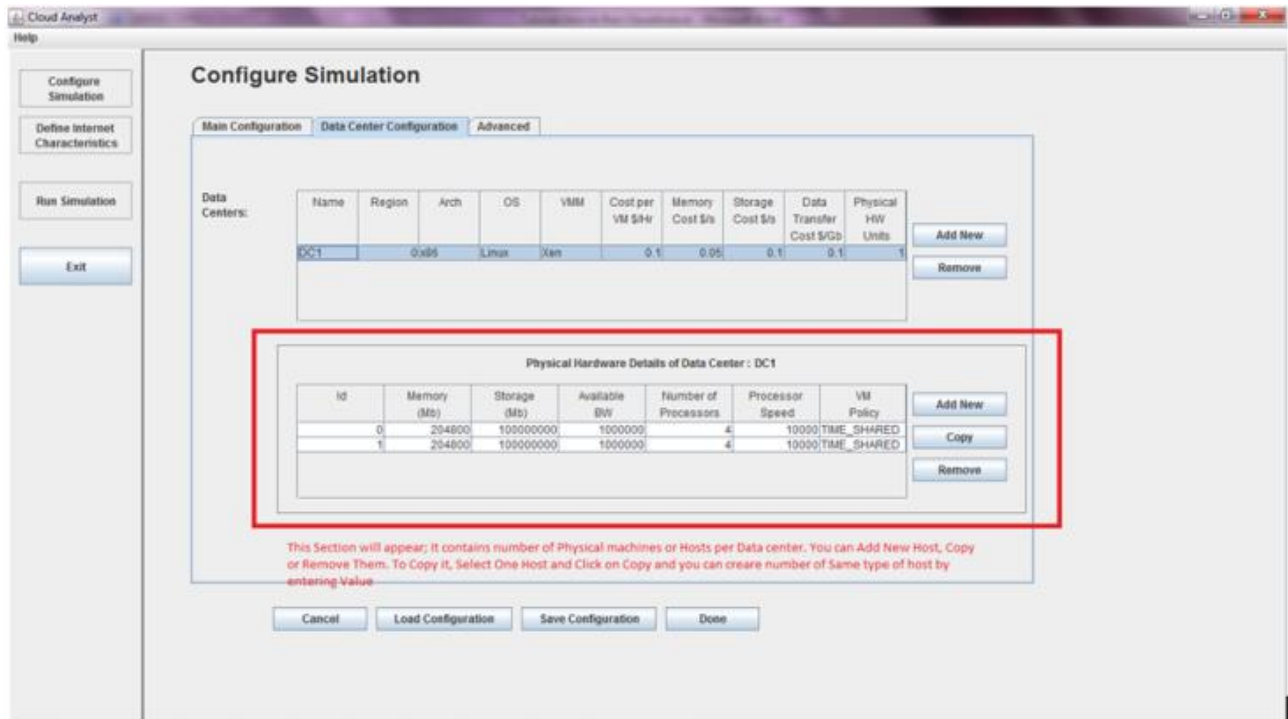 Cloud Analyst
Help
Configure
Simulation
Define Internet
Characteristics
Run Simulation
Exit
Configure Simulation
Main Configuration Data Center Configuration Advanced
Data
Centers:
Name Region Arch OS VMM Cost per VM $/Hr Memory Cost $/s Storage Cost $/s Data Transfer Cost $/Gb Physical HW Units
DC1 0 x86 Linux Xen 0.1 0.05 0.1 0.1 1
Add New
Remove
Physical Hardware Details of Data Center : DC1
Id Memory (Mb) Storage (Mb) Available BW Number of Processors Processor Speed VM Policy
0 204800 100000000 1000000 4 10000 TIME_SHARED
1 204800 100000000 1000000 4 10000 TIME_SHARED
Add New
Copy
Remove
This Section will appear; It contains number of Physical machines or Hosts per Data center. You can Add New Host, Copy
or Remove Them. To Copy it, Select One Host and Click on Copy and you can creare number of Same type of host by
entering Value
Cancel Load Configuration Save Configuration Done